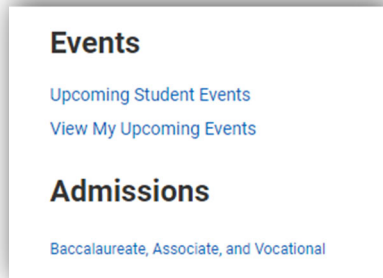 Events
Upcoming Student Events
View My Upcoming Events
Admissions
Baccalaureate, Associate, and Vocational